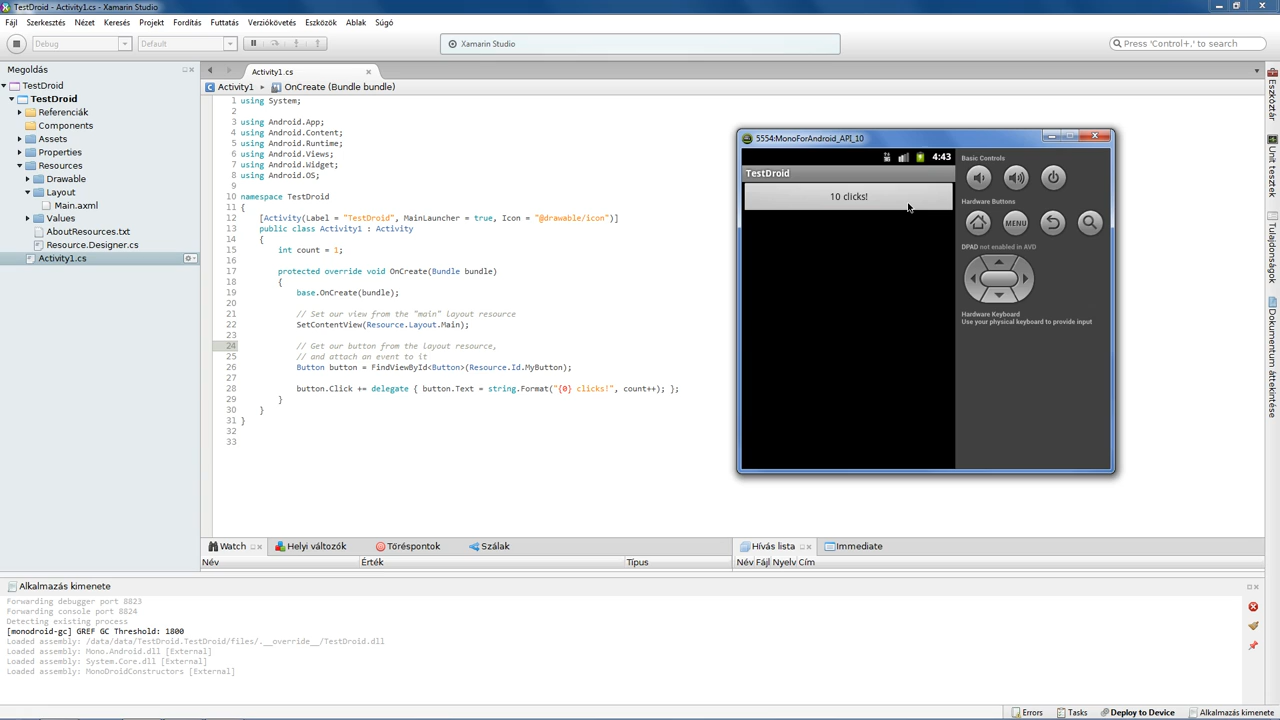 TestDroid - Activity1.cs - Xamarin Studio
Fájl Szerkesztés Nézet Keresés Projekt Fordítás Futtatás Verziókövetés Eszközök Ablak Súgó
Debug Default Xamarin Studio Press 'Control+,' to search
Megoldás
TestDroid
TestDroid
Referenciák
Components
Assets
Properties
Resources
Drawable
Layout
Main.axml
Values
AboutResources.txt
Resource.Designer.cs
Activity1.cs
Activity1.cs
Activity1 OnCreate (Bundle bundle)
1 using System;
2
3 using Android.App;
4 using Android.Content;
5 using Android.Runtime;
6 using Android.Views;
7 using Android.Widget;
8 using Android.OS;
9
10 namespace TestDroid
11 {
12 [Activity(Label = "TestDroid", MainLauncher = true, Icon = "@drawable/icon")]
13 public class Activity1 : Activity
14 {
15 int count = 1;
16
17 protected override void OnCreate(Bundle bundle)
18 {
19 base.OnCreate(bundle);
20
21 // Set our view from the "main" layout resource
22 SetContentView(Resource.Layout.Main);
23
24 // Get our button from the layout resource,
25 // and attach an event to it
26 Button button = FindViewById<Button>(Resource.Id.MyButton);
27
28 button.Click += delegate { button.Text = string.Format("{0} clicks!", count++); };
29 }
30 }
31 }
32
33
5554:MonoForAndroid_API_10
4:43
TestDroid
10 clicks!
Basic Controls
Hardware Buttons
MENU
DPAD not enabled in AVD
Hardware Keyboard
Use your physical keyboard to provide input
Eszköztár
Unit Tesztek
Tulajdonságok
Dokumentum áttekintése
Watch Helyi változók Töréspontok Szálak
Név Érték Típus
Hívás lista Immediate
Név Fájl Nyelv Cím
Alkalmazás kimenete
Forwarding debugger port 8823
Forwarding console port 8824
Detecting existing process
[monodroid-gc] GREF GC Threshold: 1800
Loaded assembly: /data/data/TestDroid.TestDroid/files/.__override__/TestDroid.dll
Loaded assembly: Mono.Android.dll [External]
Loaded assembly: System.Core.dll [External]
Loaded assembly: MonoDroidConstructors [External]
Errors Tasks Deploy to Device Alkalmazás kimenete